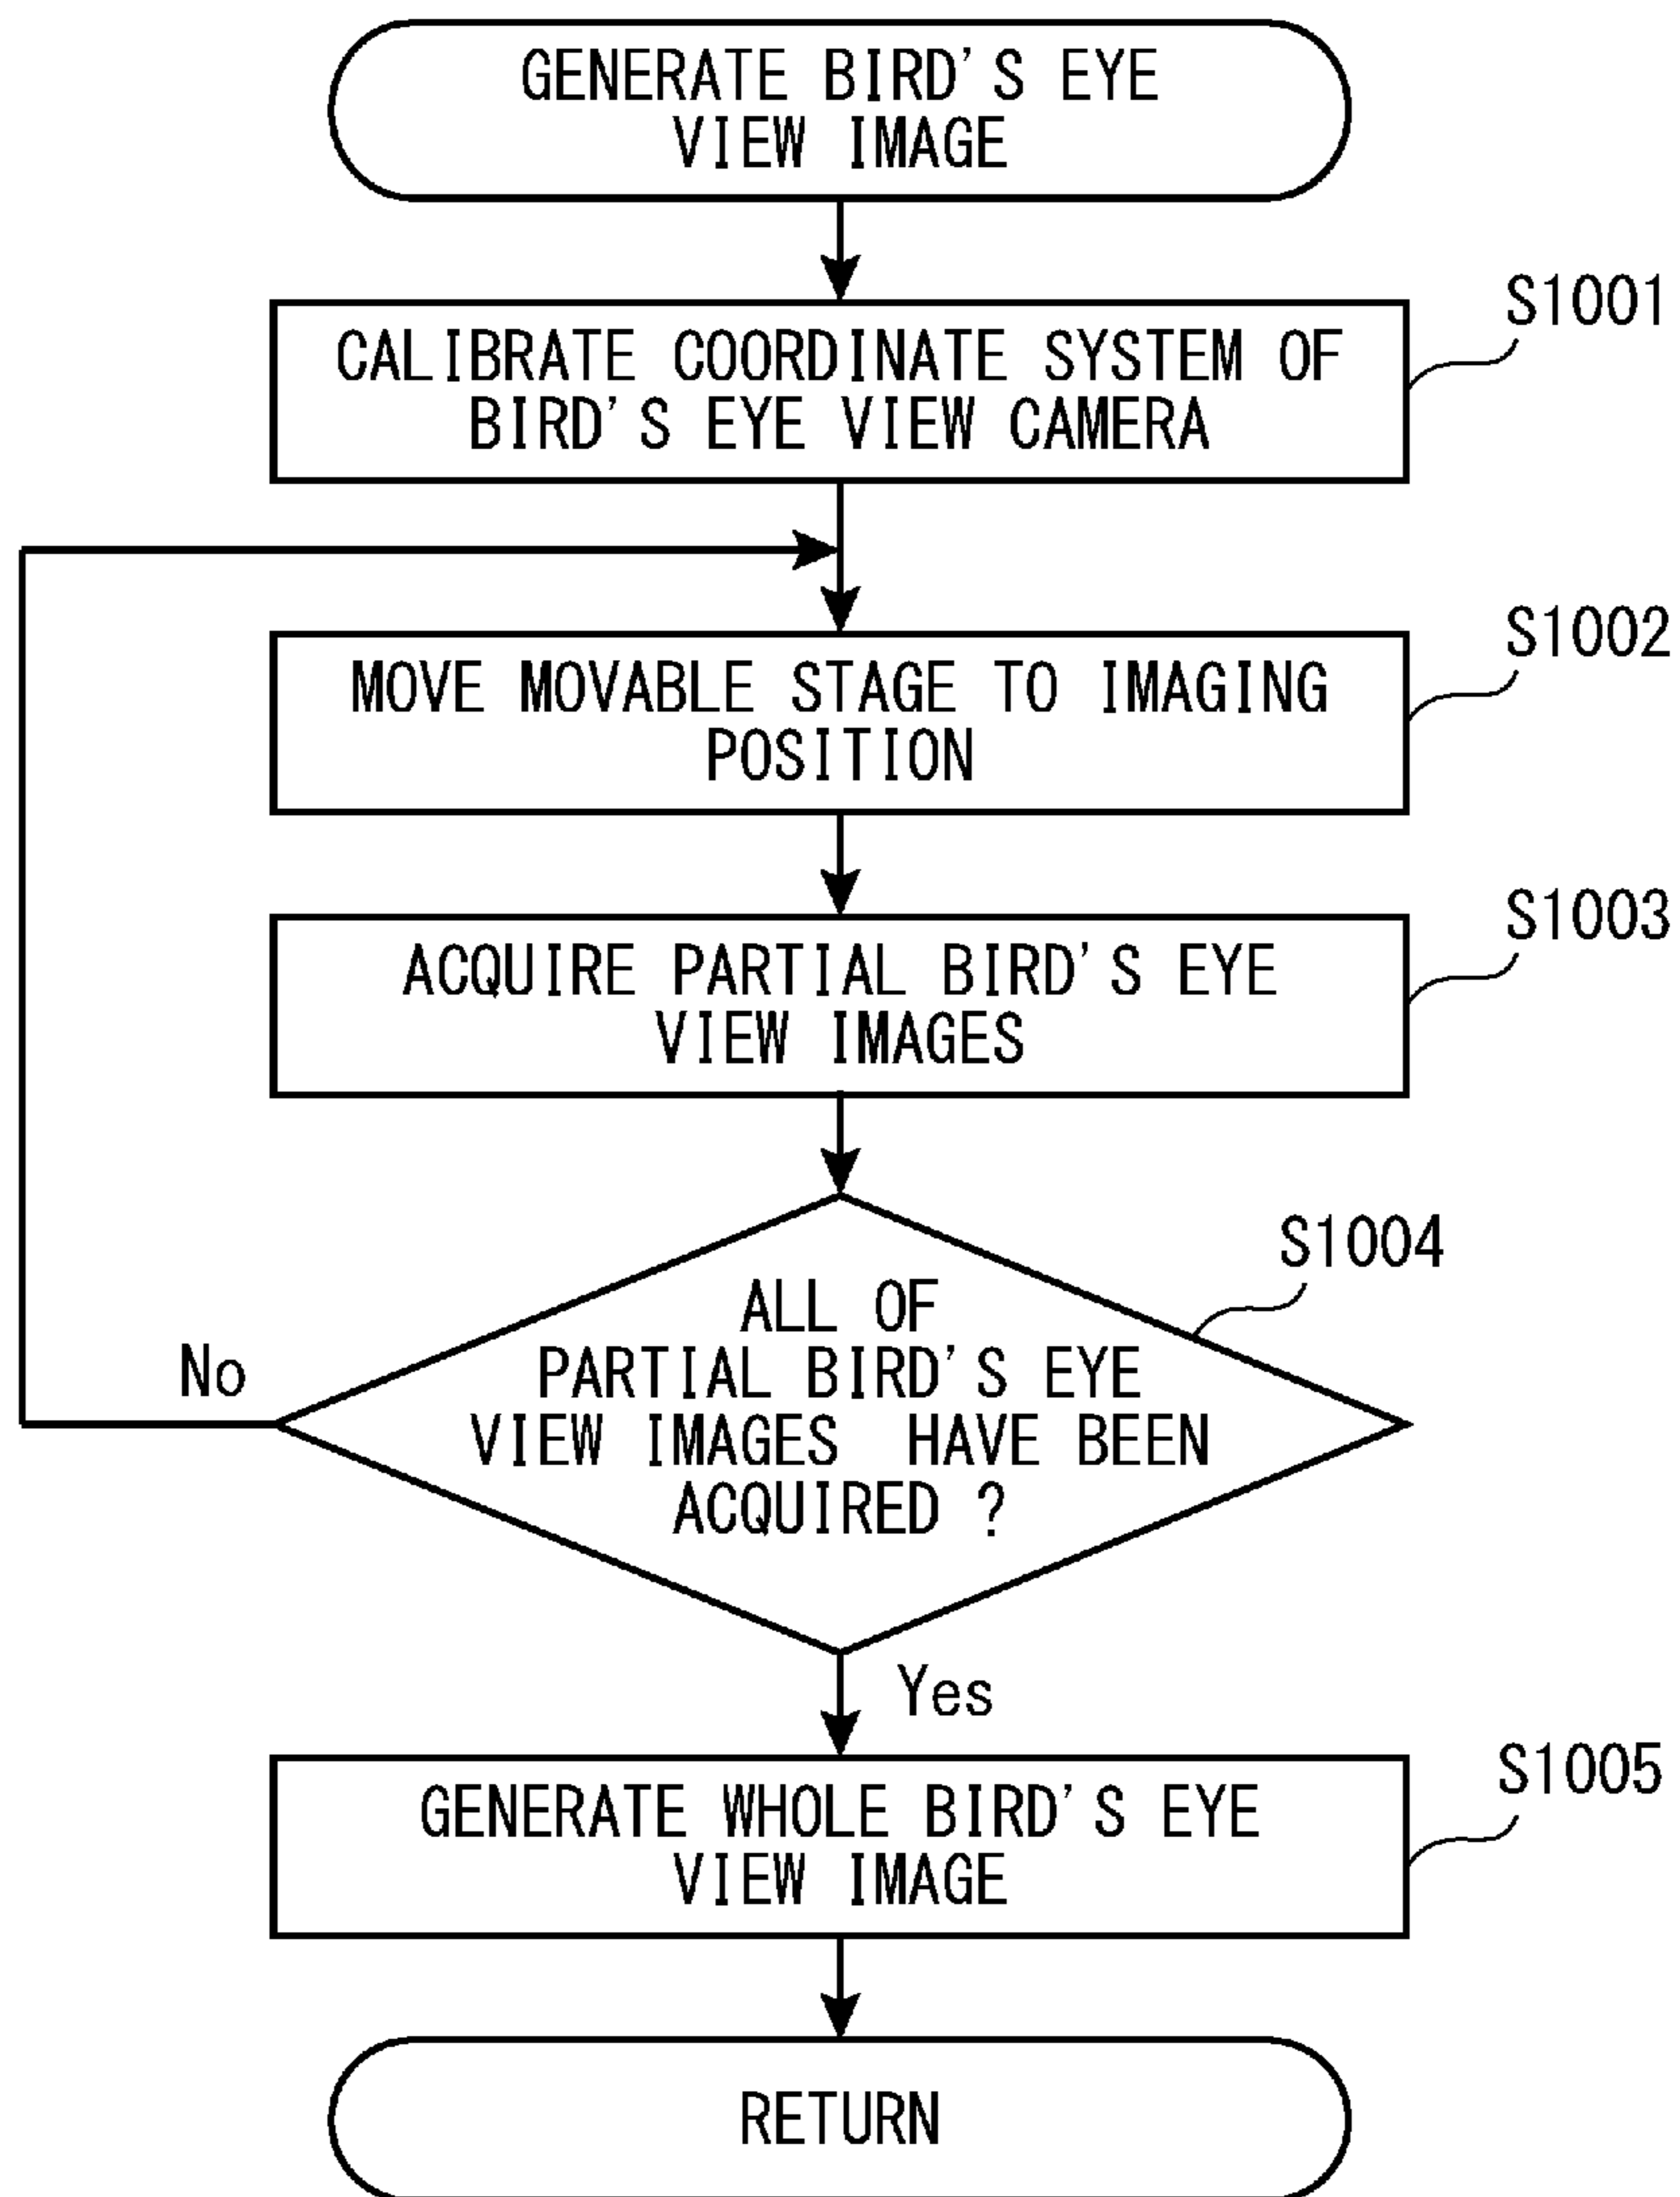 GENERATE BIRD'S EYE
VIEW IMAGE
S1001
CALIBRATE COORDINATE SYSTEM OF
BIRD'S EYE VIEW CAMERA
S1002
MOVE MOVABLE STAGE TO IMAGING
POSITION
S1003
ACQUIRE PARTIAL BIRD'S EYE
VIEW IMAGES
S1004
ALL OF
PARTIAL BIRD'S EYE
VIEW IMAGES HAVE BEEN
ACQUIRED ?
No
Yes
S1005
GENERATE WHOLE BIRD'S EYE
VIEW IMAGE
RETURN